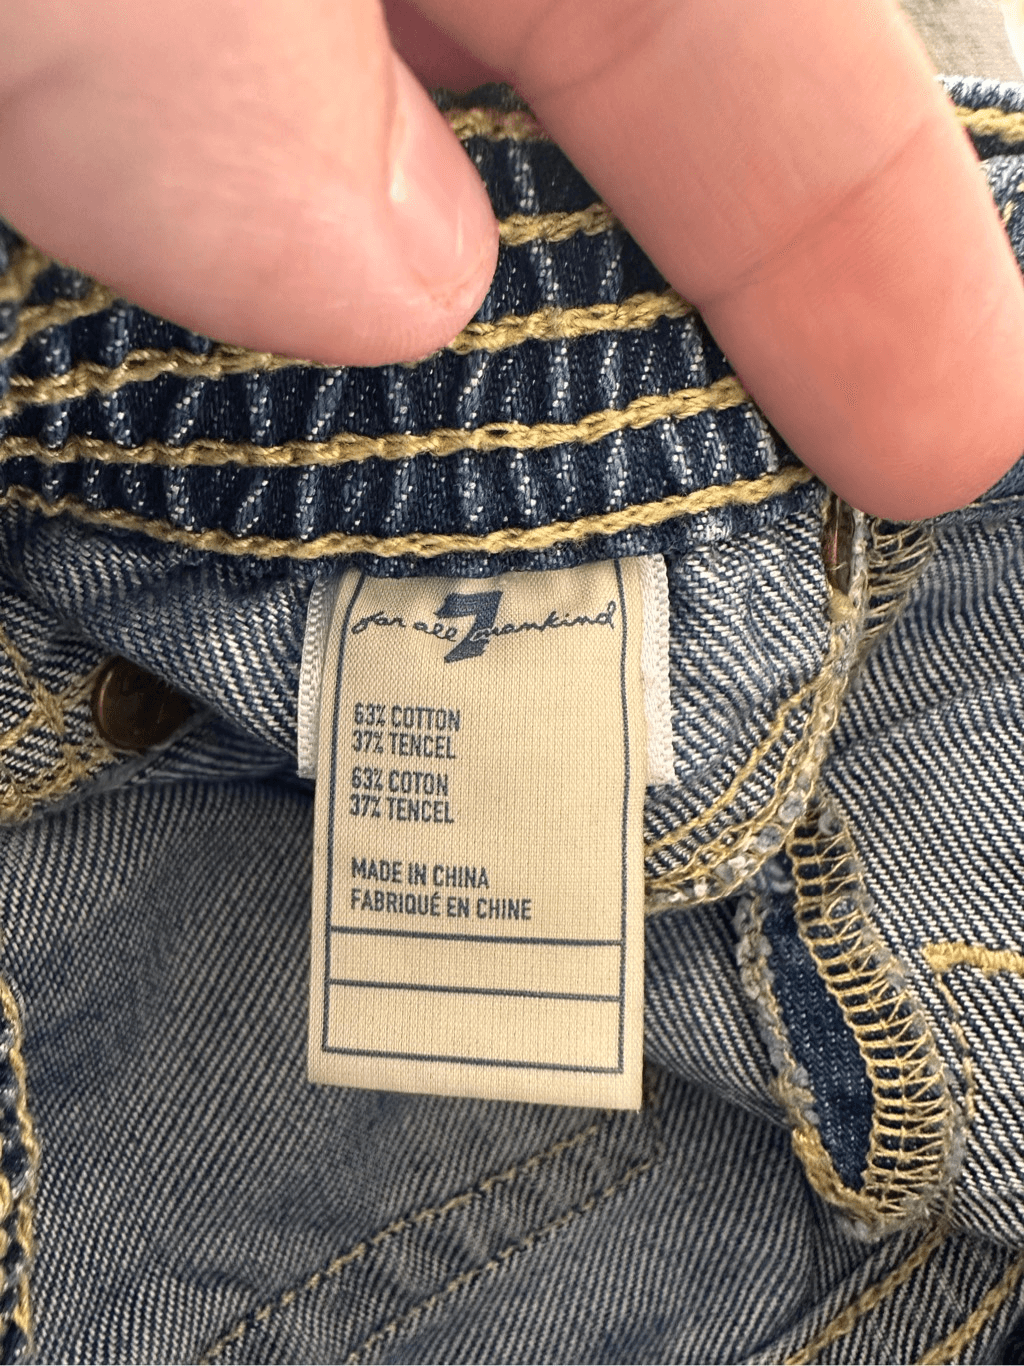 7 for all mankind
63% COTTON
37% TENCEL
63% COTON
37% TENCEL
MADE IN CHINA
FABRIQUÉ EN CHINE